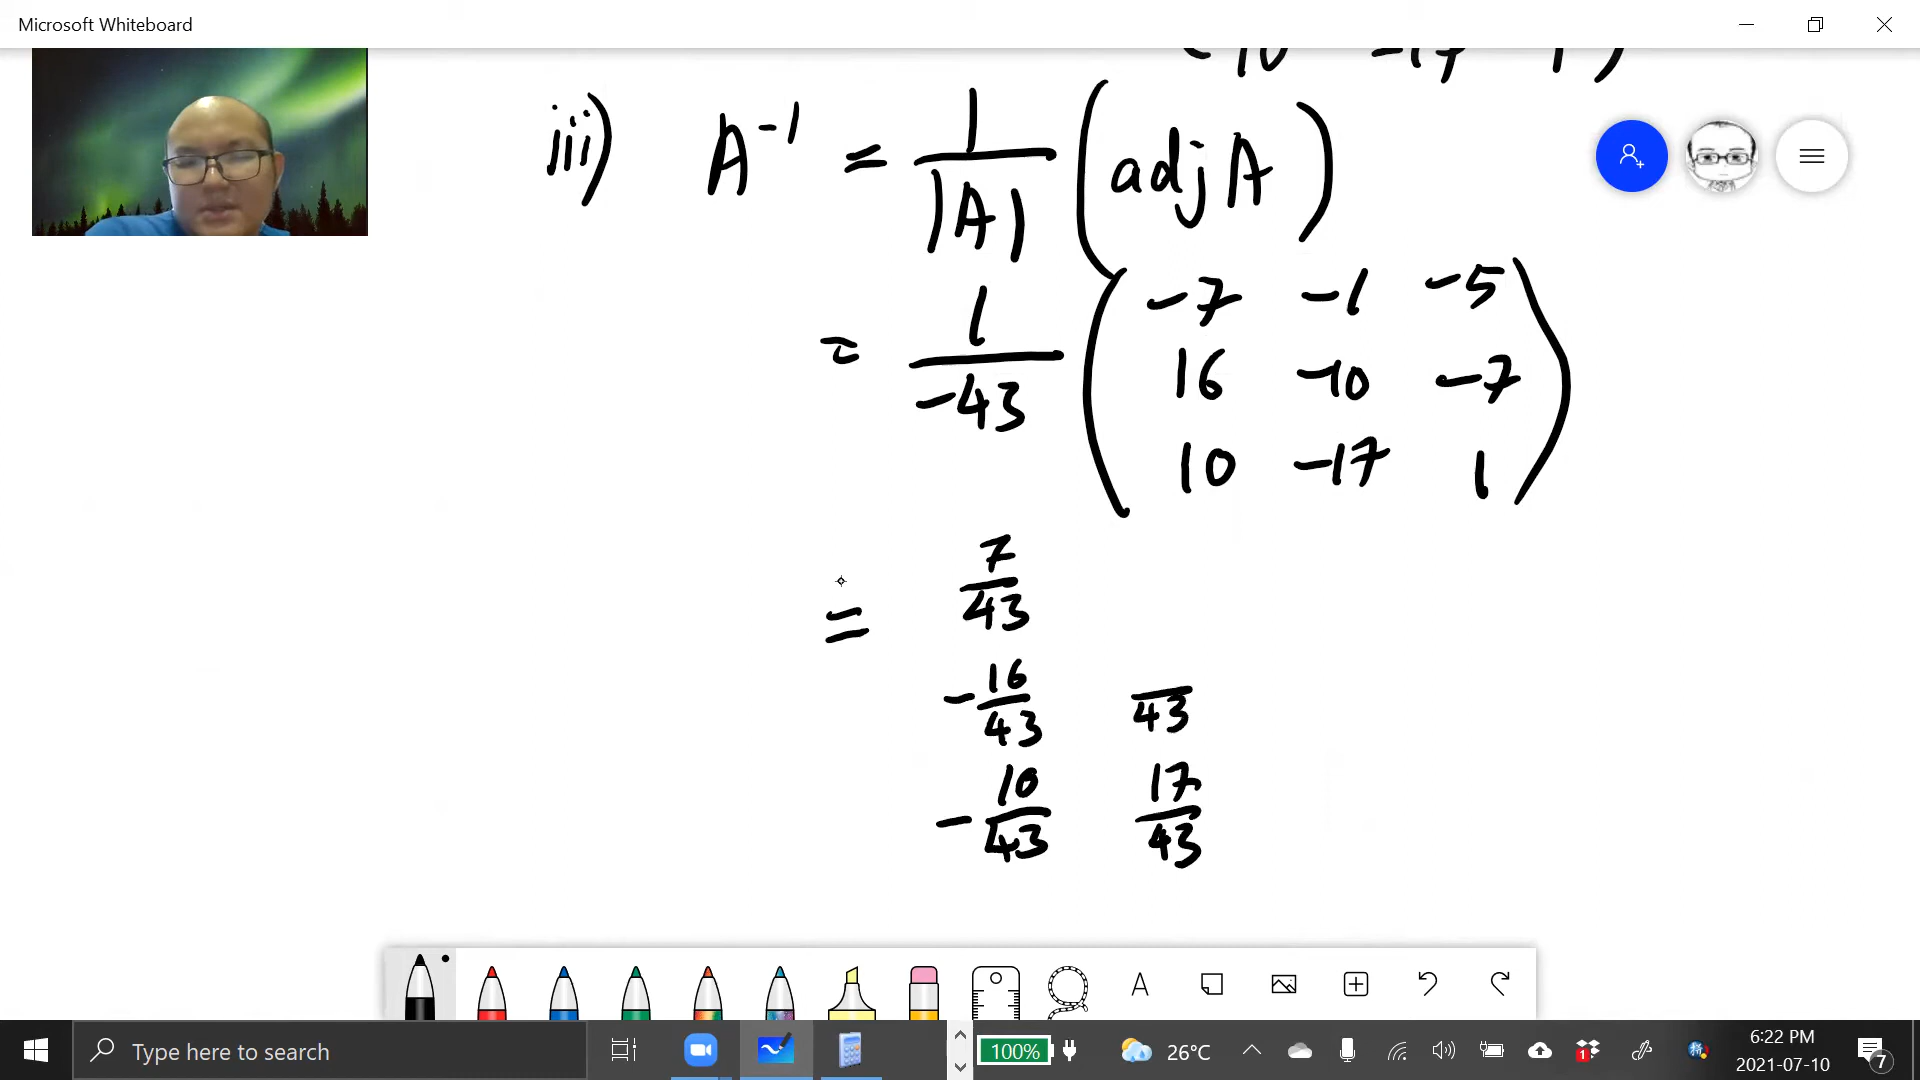 Microsoft Whiteboard
iii) A⁻¹ = 1/|A| (adj A)
= 1/-43 ( -7 -1 -5
16 -10 -7
10 -17 1 )
= 7/43
-16/43 /43
-10/43 17/43
A
Type here to search
100%
26°C
1
6:22 PM
2021-07-10
7